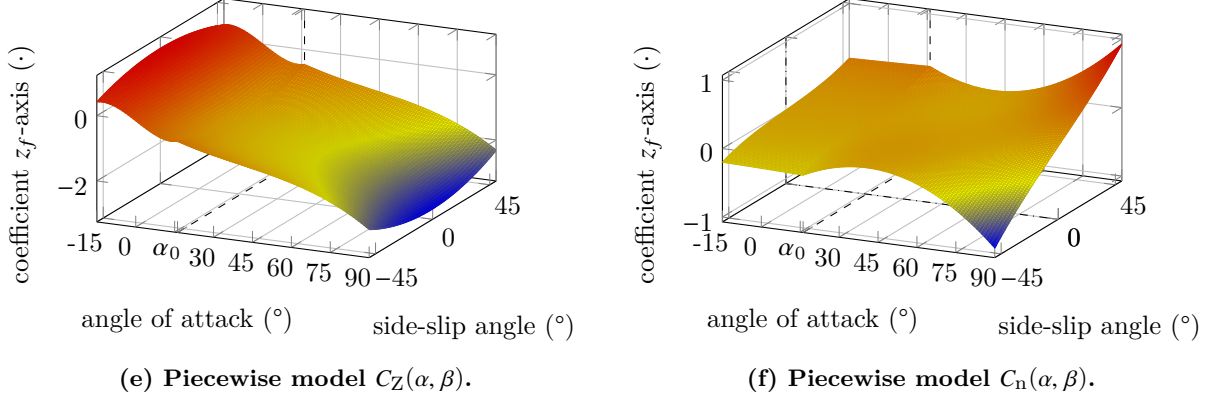 coefficient z_f-axis (·)
0
−2
-15
0
α₀
30
45
60
75
90
−45
0
45
angle of attack (°)
side-slip angle (°)
(e) Piecewise model C_Z(α, β).
coefficient z_f-axis (·)
1
0
−1
-15
0
α₀
30
45
60
75
90
−45
0
45
angle of attack (°)
side-slip angle (°)
(f) Piecewise model C_n(α, β).